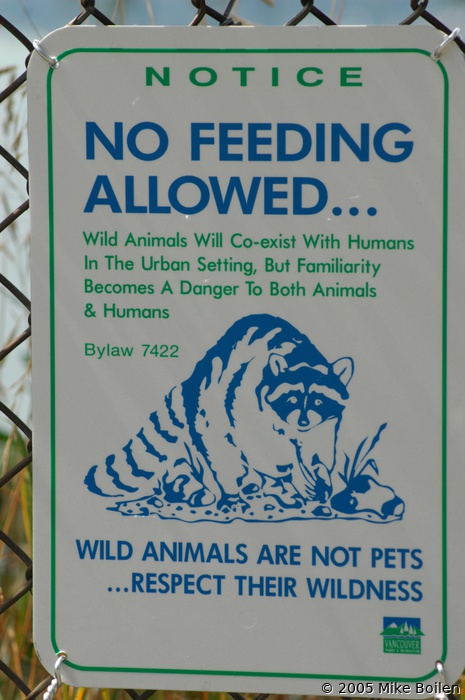 NOTICE
NO FEEDING
ALLOWED...
Wild Animals Will Co-exist With Humans
In The Urban Setting, But Familiarity
Becomes A Danger To Both Animals
& Humans
Bylaw 7422
WILD ANIMALS ARE NOT PETS
...RESPECT THEIR WILDNESS
VANCOUVER
© 2005 Mike Boilen